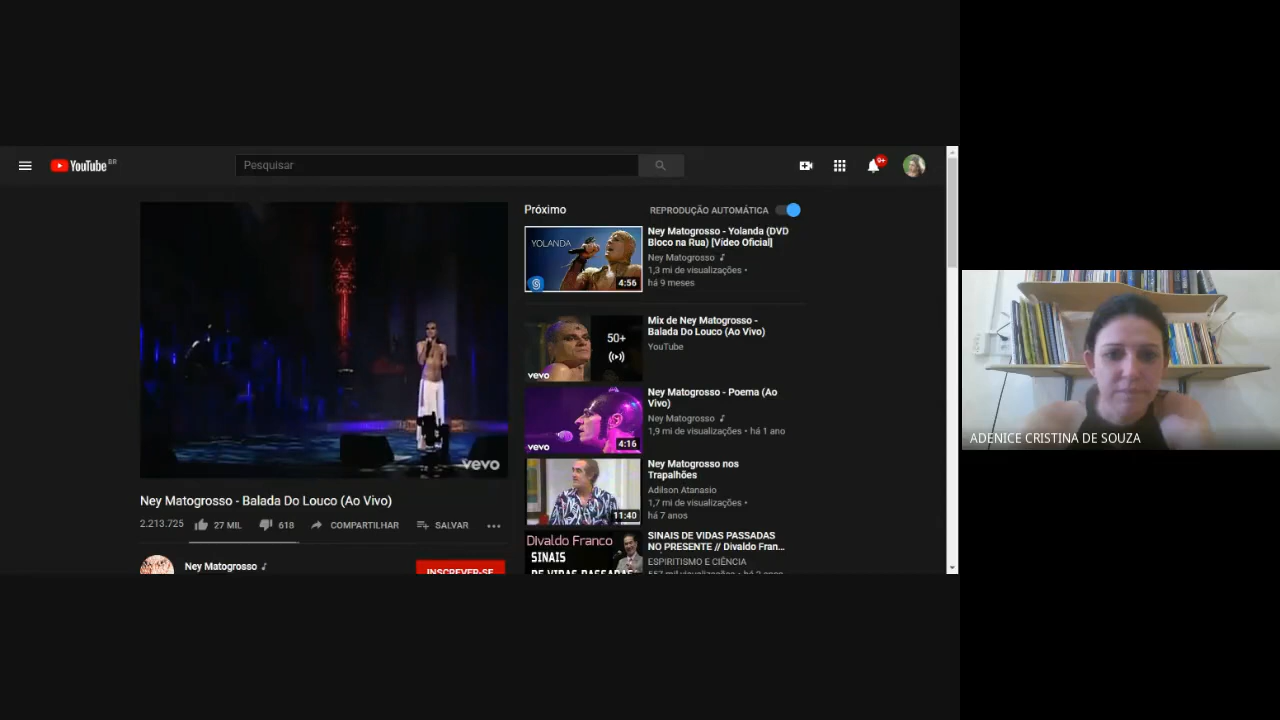 YouTube BR
Pesquisar
9+
vevo
Ney Matogrosso - Balada Do Louco (Ao Vivo)
2.213.725
27 MIL
618
COMPARTILHAR
SALVAR
Ney Matogrosso
INSCREVER-SE
Próximo
REPRODUÇÃO AUTOMÁTICA
YOLANDA
4:56
Ney Matogrosso - Yolanda (DVD
Bloco na Rua) [Vídeo Oficial]
Ney Matogrosso
1,3 mi de visualizações •
há 9 meses
50+
vevo
Mix de Ney Matogrosso -
Balada Do Louco (Ao Vivo)
YouTube
vevo
4:16
Ney Matogrosso - Poema (Ao
Vivo)
Ney Matogrosso
1,9 mi de visualizações • há 1 ano
11:40
Ney Matogrosso nos
Trapalhões
Adilson Atanasio
1,7 mi de visualizações •
há 7 anos
Divaldo Franco
SINAIS
DE VIDAS PASSADAS
SINAIS DE VIDAS PASSADAS
NO PRESENTE // Divaldo Fran...
ESPIRITISMO E CIÊNCIA
ADENICE CRISTINA DE SOUZA